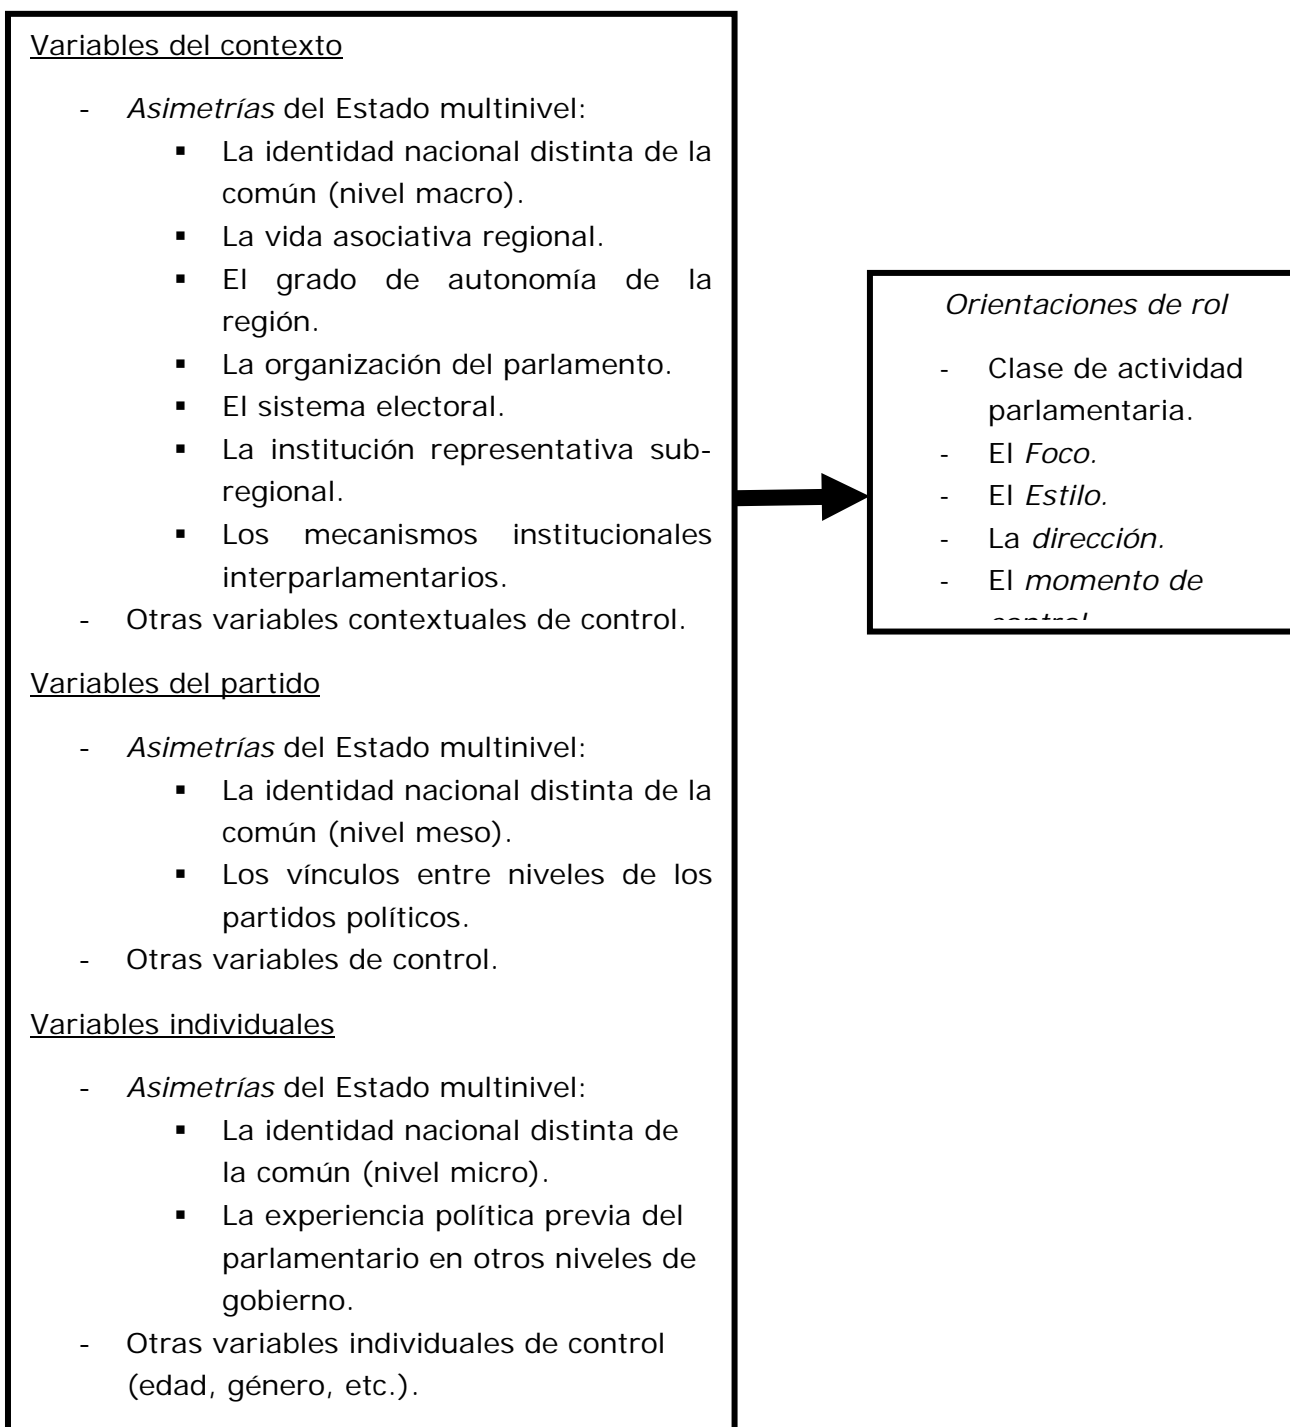 Variables del contexto
- Asimetrías del Estado multinivel:
▪ La identidad nacional distinta de la
común (nivel macro).
▪ La vida asociativa regional.
▪ El grado de autonomía de la
región.
▪ La organización del parlamento.
▪ El sistema electoral.
▪ La institución representativa sub-
regional.
▪ Los mecanismos institucionales
interparlamentarios.
- Otras variables contextuales de control.
Variables del partido
- Asimetrías del Estado multinivel:
▪ La identidad nacional distinta de la
común (nivel meso).
▪ Los vínculos entre niveles de los
partidos políticos.
- Otras variables de control.
Variables individuales
- Asimetrías del Estado multinivel:
▪ La identidad nacional distinta de
la común (nivel micro).
▪ La experiencia política previa del
parlamentario en otros niveles de
gobierno.
- Otras variables individuales de control
(edad, género, etc.).
Orientaciones de rol
- Clase de actividad
parlamentaria.
- El Foco.
- El Estilo.
- La dirección.
- El momento de
control